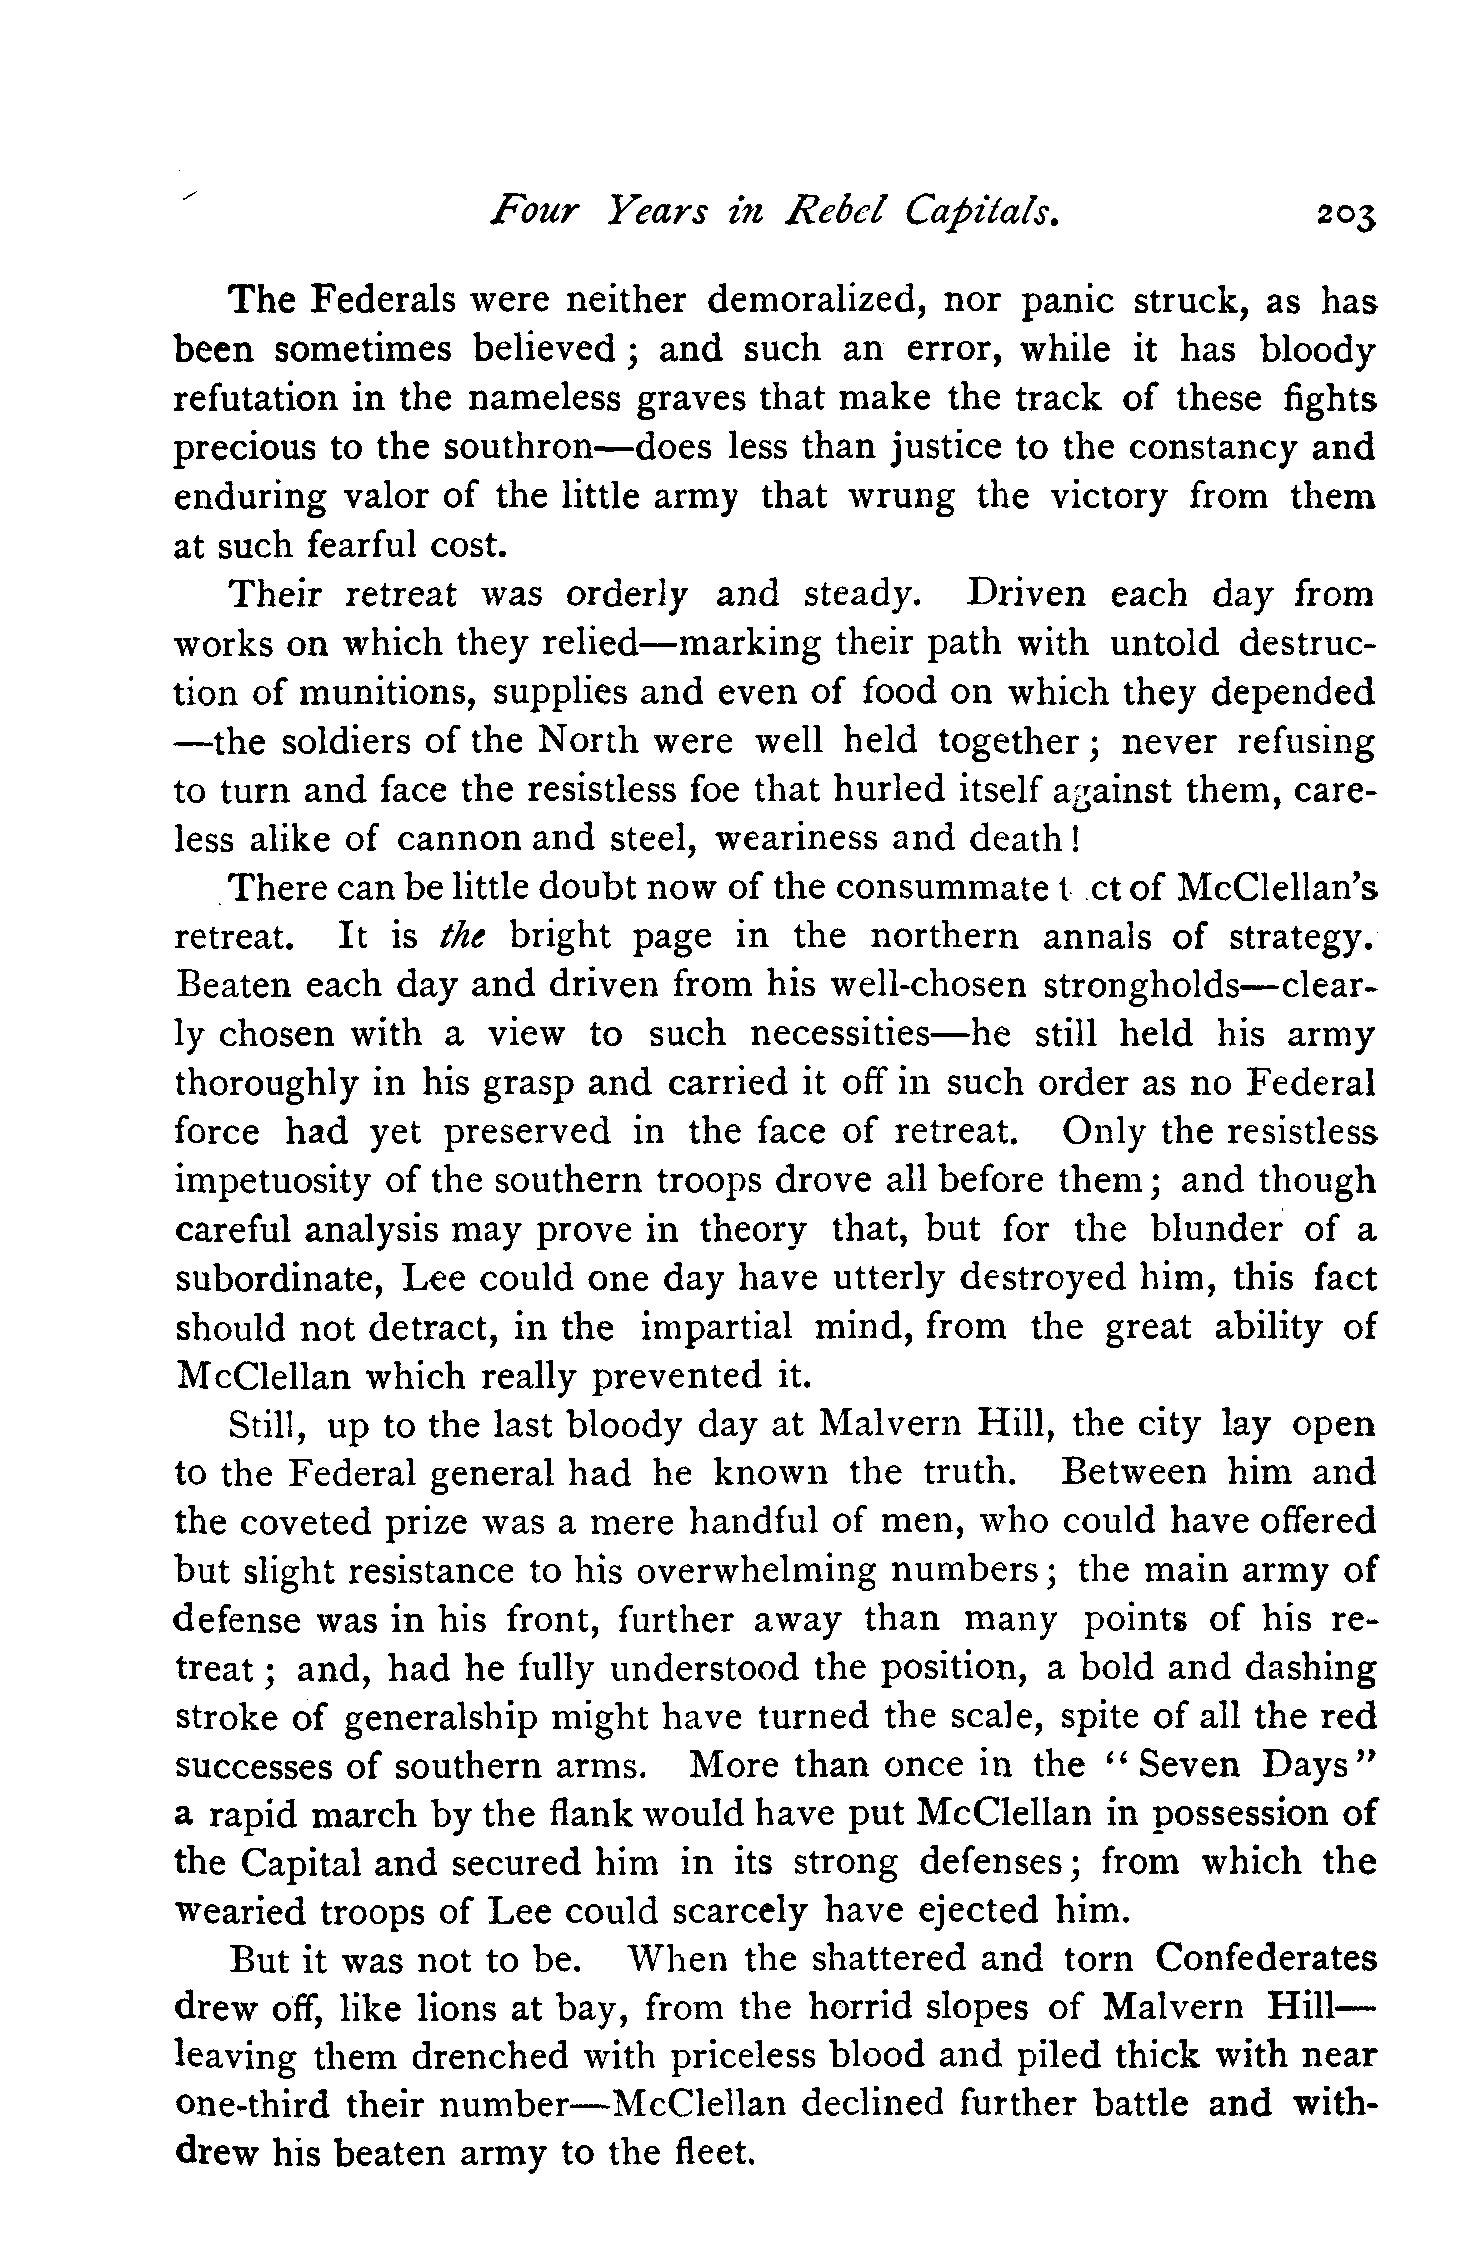 Four Years in Rebel Capitals. 203
The Federals were neither demoralized, nor panic struck, as has
been sometimes believed ; and such an error, while it has bloody
refutation in the nameless graves that make the track of these fights
precious to the southron—does less than justice to the constancy and
enduring valor of the little army that wrung the victory from them
at such fearful cost.
Their retreat was orderly and steady. Driven each day from
works on which they relied—marking their path with untold destruc-
tion of munitions, supplies and even of food on which they depended
—the soldiers of the North were well held together ; never refusing
to turn and face the resistless foe that hurled itself against them, care-
less alike of cannon and steel, weariness and death !
There can be little doubt now of the consummate t ct of McClellan's
retreat. It is the bright page in the northern annals of strategy.
Beaten each day and driven from his well-chosen strongholds—clear-
ly chosen with a view to such necessities—he still held his army
thoroughly in his grasp and carried it off in such order as no Federal
force had yet preserved in the face of retreat. Only the resistless
impetuosity of the southern troops drove all before them ; and though
careful analysis may prove in theory that, but for the blunder of a
subordinate, Lee could one day have utterly destroyed him, this fact
should not detract, in the impartial mind, from the great ability of
McClellan which really prevented it.
Still, up to the last bloody day at Malvern Hill, the city lay open
to the Federal general had he known the truth. Between him and
the coveted prize was a mere handful of men, who could have offered
but slight resistance to his overwhelming numbers ; the main army of
defense was in his front, further away than many points of his re-
treat ; and, had he fully understood the position, a bold and dashing
stroke of generalship might have turned the scale, spite of all the red
successes of southern arms. More than once in the " Seven Days "
a rapid march by the flank would have put McClellan in possession of
the Capital and secured him in its strong defenses ; from which the
wearied troops of Lee could scarcely have ejected him.
But it was not to be. When the shattered and torn Confederates
drew off, like lions at bay, from the horrid slopes of Malvern Hill—
leaving them drenched with priceless blood and piled thick with near
one-third their number—McClellan declined further battle and with-
drew his beaten army to the fleet.